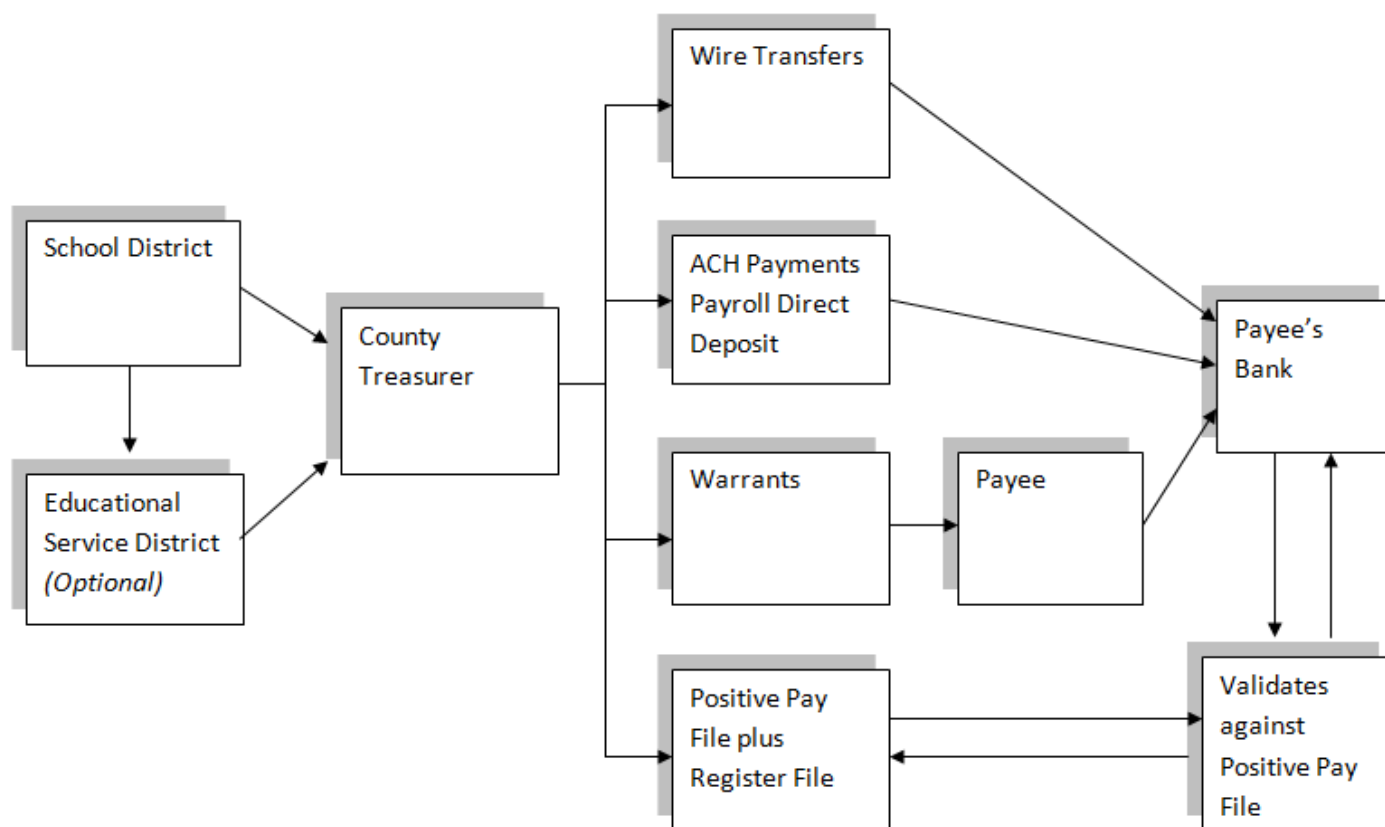 Wire Transfers
School District
ACH Payments
Payroll Direct
Deposit
County
Treasurer
Payee’s
Bank
Educational
Service District
(Optional)
Warrants
Payee
Positive Pay
File plus
Register File
Validates
against
Positive Pay
File